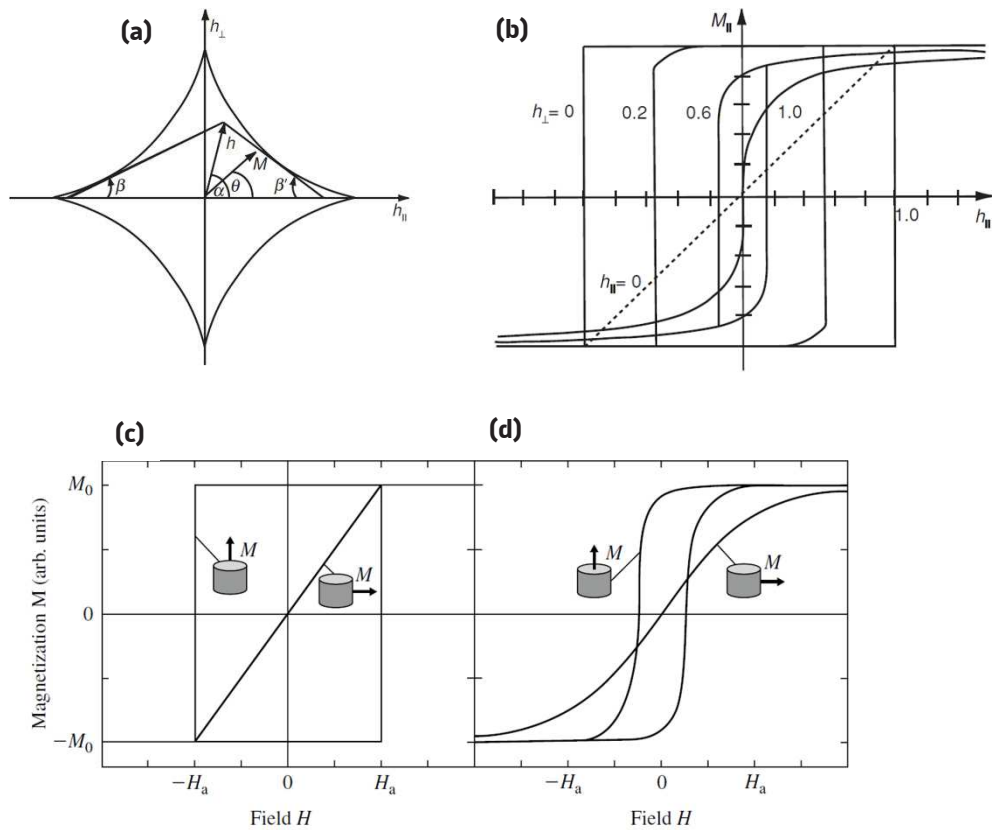 (a)
h⊥
h
M
β
α
θ
β'
h∥
(b)
M∥
h⊥= 0
0.2
0.6
1.0
h∥= 0
1.0
h∥
(c)
Magnetization M (arb. units)
M₀
0
−M₀
M
M
−Hₐ
0
Hₐ
Field H
(d)
M
M
−Hₐ
0
Hₐ
Field H